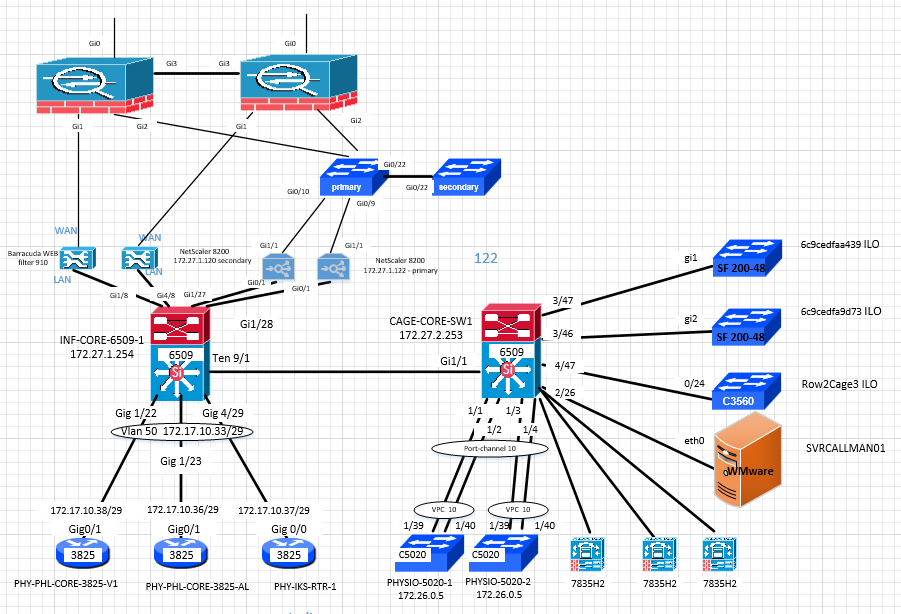 Gi0
Gi0
Gi3
Gi3
Gi1
Gi2
Gi1
Gi2
Gi0/22
primary
secondary
Gi0/22
Gi0/10
Gi0/9
WAN
WAN
Barracuda WEB
filter 910
LAN
LAN
NetScaler 8200
172.27.1.120 secondary
Gi1/1
Gi1/1
NetScaler 8200
172.27.1.122 - primary
122
Gi0/1
Gi0/1
Gi1/8
Gi4/8
Gi1/27
Gi1/28
INF-CORE-6509-1
172.27.1.254
6509
Si
Ten 9/1
CAGE-CORE-SW1
172.27.2.253
6509
Si
Gi1/1
gi1
SF 200-48
6c9cedfaa439 ILO
3/47
gi2
SF 200-48
6c9cedfa9d73 ILO
3/46
4/47
2/26
0/24
C3560
Row2Cage3 ILO
eth0
WMware
SVRCALLMAN01
Gig 1/22
Gig 4/29
Vlan 50 172.17.10.33/29
Gig 1/23
172.17.10.38/29
172.17.10.36/29
172.17.10.37/29
Gig0/1
Gig0/1
Gig 0/0
3825
3825
3825
PHY-PHL-CORE-3825-V1
PHY-PHL-CORE-3825-AL
PHY-IKS-RTR-1
1/1
1/3
1/2
1/4
Port-channel 10
VPC 10
VPC 10
1/39
1/40
1/39
1/40
C5020
C5020
PHYSIO-5020-1
172.26.0.5
PHYSIO-5020-2
172.26.0.5
7835H2
7835H2
7835H2